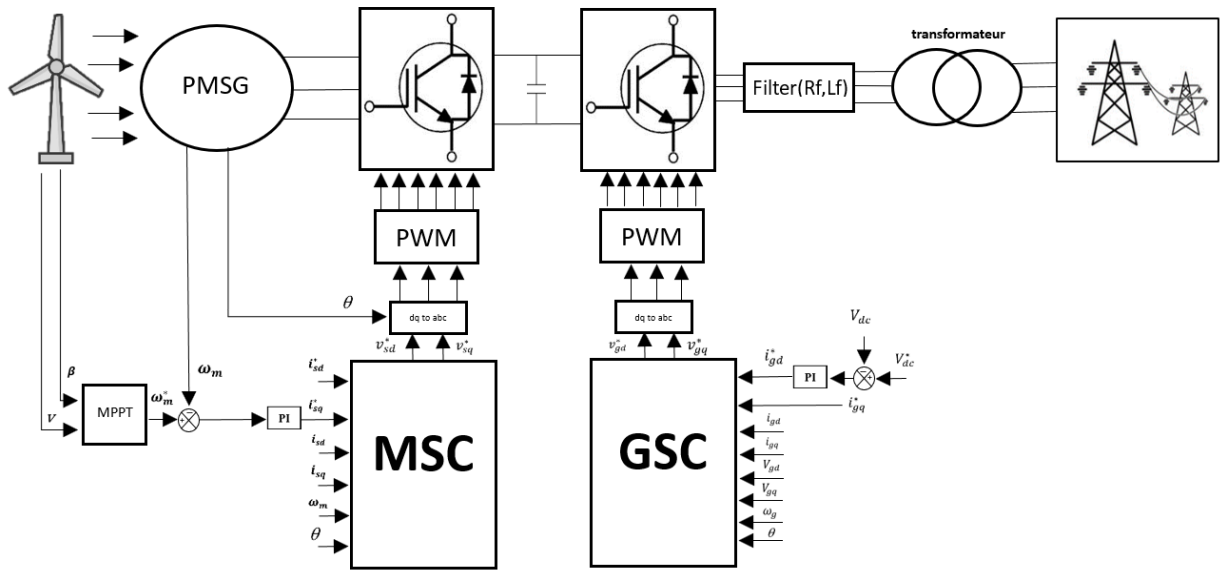 transformateur
PMSG
Filter(Rf,Lf)
PWM
PWM
θ
dq to abc
dq to abc
v*sd
v*sq
v*gd
v*gq
Vdc
β
ωm
i*sd
i*gd
PI
V*dc
V
MPPT
ω*m
PI
i*sq
i*gq
MSC
GSC
isd
isq
ωm
θ
igd
igq
Vgd
Vgq
ωg
θ